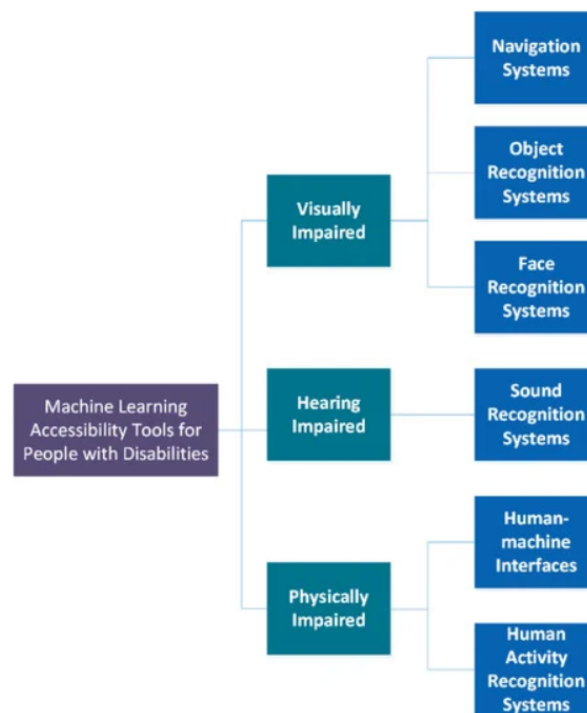 Machine Learning
Accessibility Tools for
People with Disabilities
Visually
Impaired
Navigation
Systems
Object
Recognition
Systems
Face
Recognition
Systems
Hearing
Impaired
Sound
Recognition
Systems
Physically
Impaired
Human-
machine
Interfaces
Human
Activity
Recognition
Systems